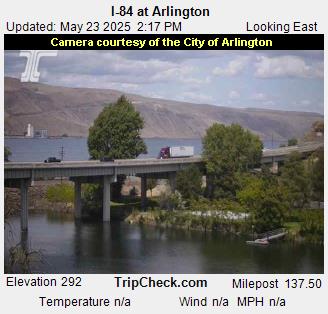 I-84 at Arlington
Updated: May 23 2025 2:17 PM Looking East
Camera courtesy of the City of Arlington
Elevation 292 TripCheck.com Milepost 137.50
Temperature n/a Wind n/a MPH n/a